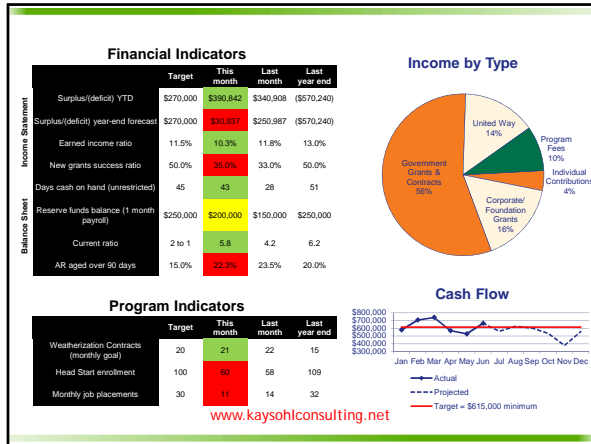 Financial Indicators
Target This month Last month Last year end
Income Statement
Surplus/(deficit) YTD $270,000 $390,842 $340,908 ($570,240)
Surplus/(deficit) year-end forecast $270,000 $30,937 $250,987 ($570,240)
Earned income ratio 11.5% 10.3% 11.8% 13.0%
New grants success ratio 50.0% 35.0% 33.0% 50.0%
Balance Sheet
Days cash on hand (unrestricted) 45 43 28 51
Reserve funds balance (1 month payroll) $250,000 $200,000 $150,000 $250,000
Current ratio 2 to 1 5.8 4.2 6.2
AR aged over 90 days 15.0% 22.3% 23.5% 20.0%
Program Indicators
Target This month Last month Last year end
Weatherization Contracts (monthly goal) 20 21 22 15
Head Start enrollment 100 60 58 109
Monthly job placements 30 11 14 32
Income by Type
United Way
14%
Program
Fees
10%
Individual
Contributions
4%
Corporate/
Foundation
Grants
16%
Government
Grants &
Contracts
56%
Cash Flow
$800,000
$700,000
$600,000
$500,000
$400,000
$300,000
Jan Feb Mar Apr May Jun Jul Aug Sep Oct Nov Dec
Actual
Projected
Target = $615,000 minimum
www.kaysohlconsulting.net